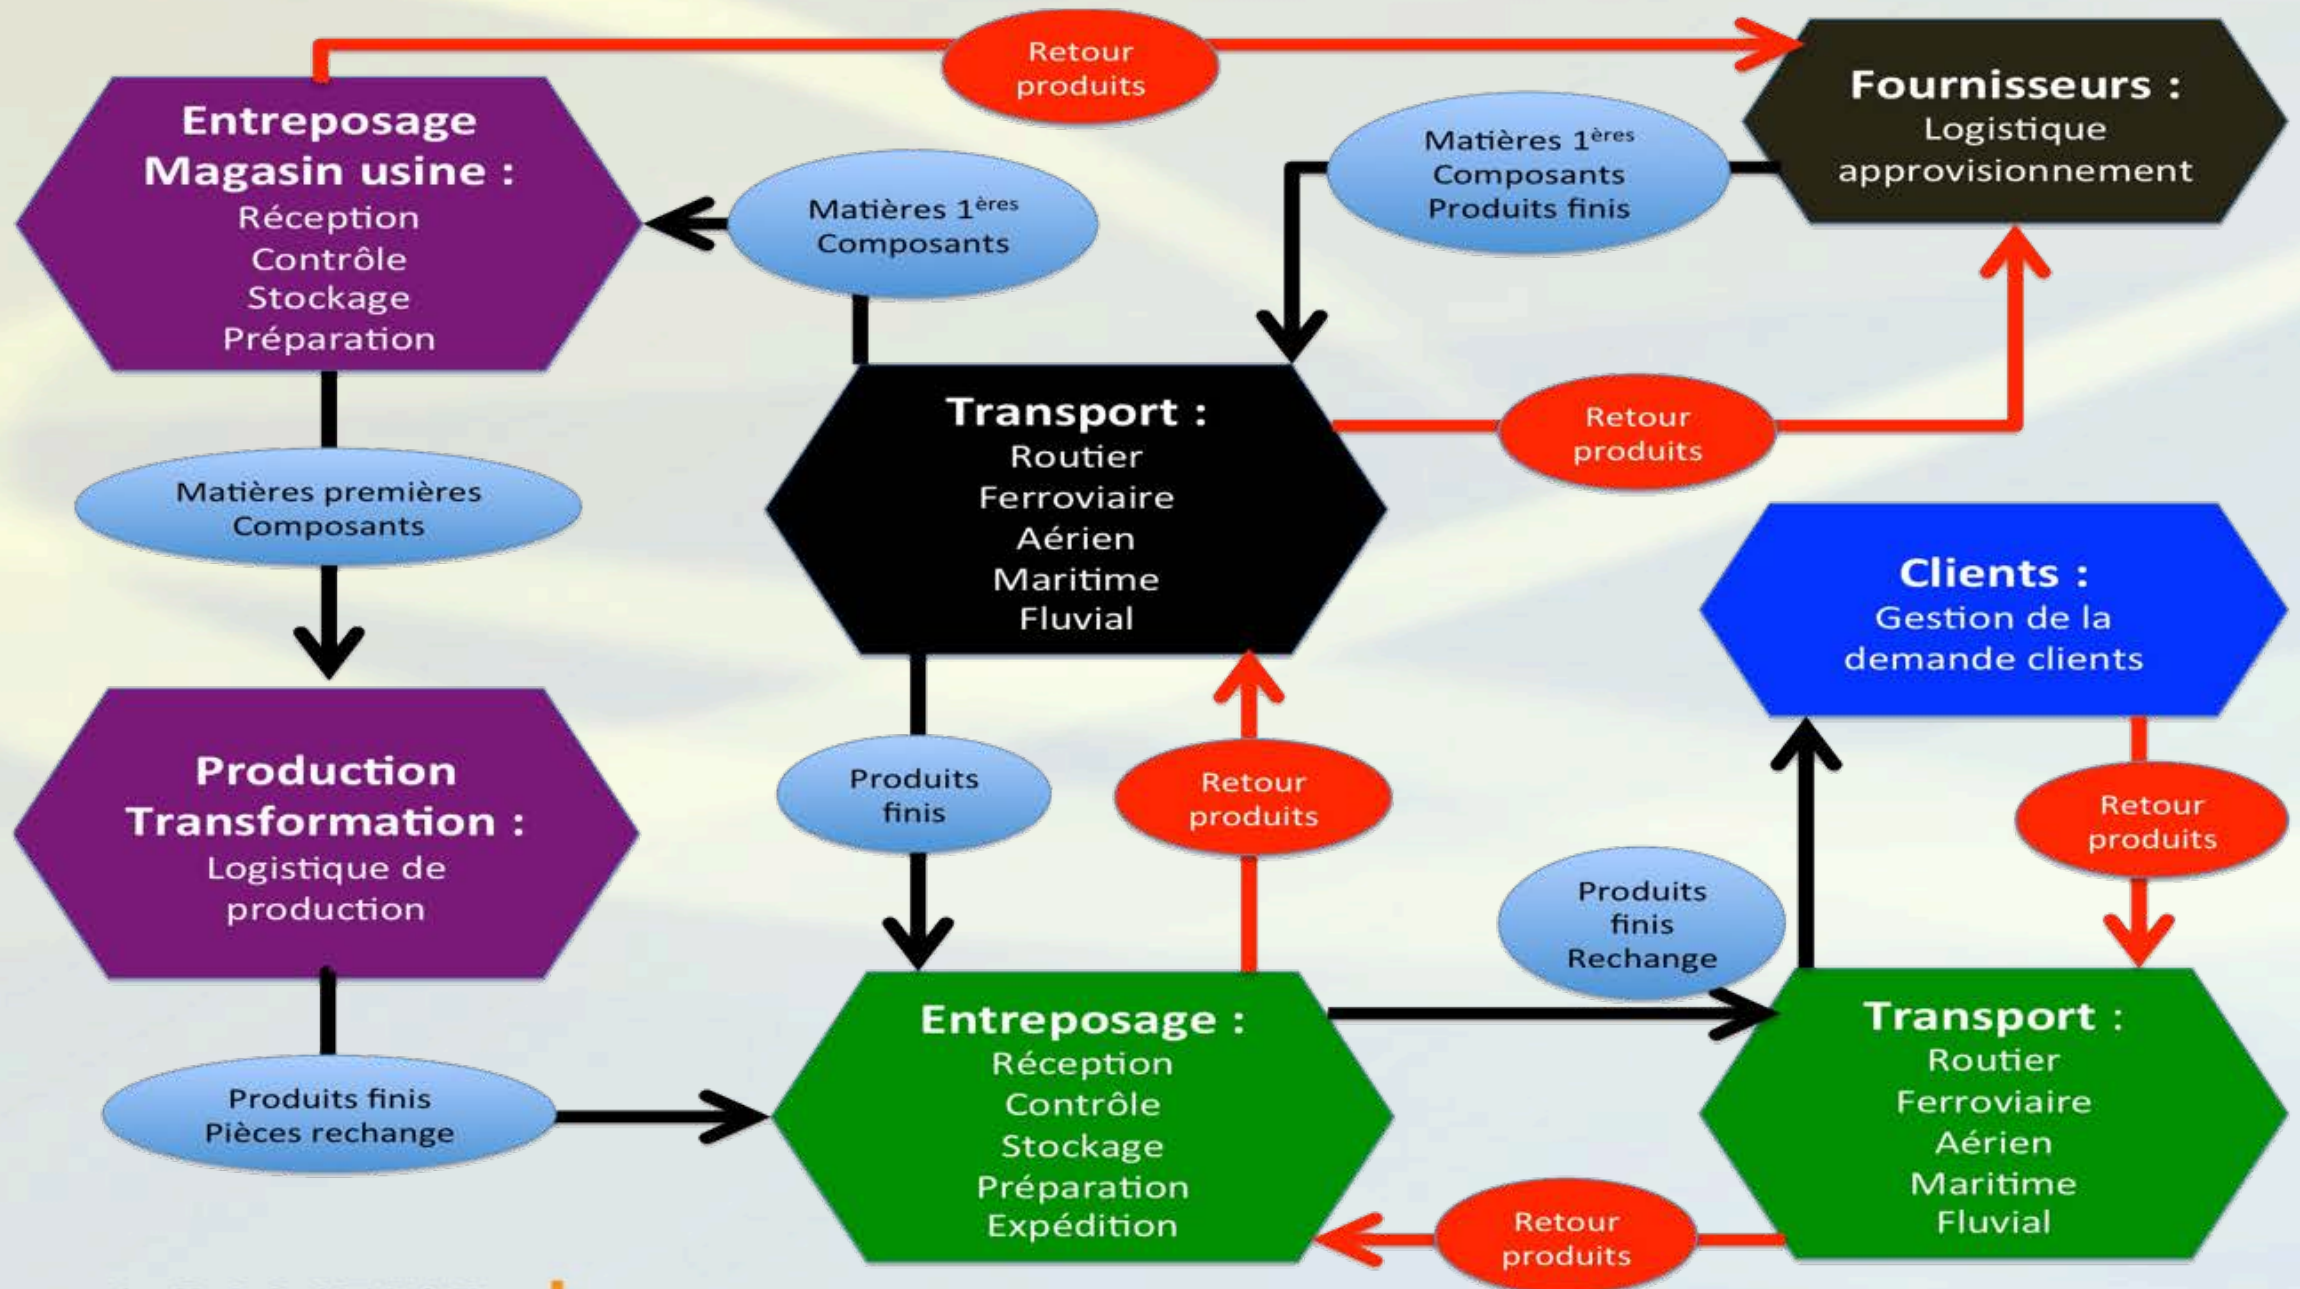 Retour
produits
Fournisseurs :
Logistique
approvisionnement
Entreposage
Magasin usine :
Réception
Contrôle
Stockage
Préparation
Matières 1ères
Composants
Matières 1ères
Composants
Produits finis
Transport :
Routier
Ferroviaire
Aérien
Maritime
Fluvial
Retour
produits
Matières premières
Composants
Clients :
Gestion de la
demande clients
Production
Transformation :
Logistique de
production
Produits
finis
Retour
produits
Retour
produits
Produits
finis
Rechange
Produits finis
Pièces rechange
Entreposage :
Réception
Contrôle
Stockage
Préparation
Expédition
Transport :
Routier
Ferroviaire
Aérien
Maritime
Fluvial
Retour
produits